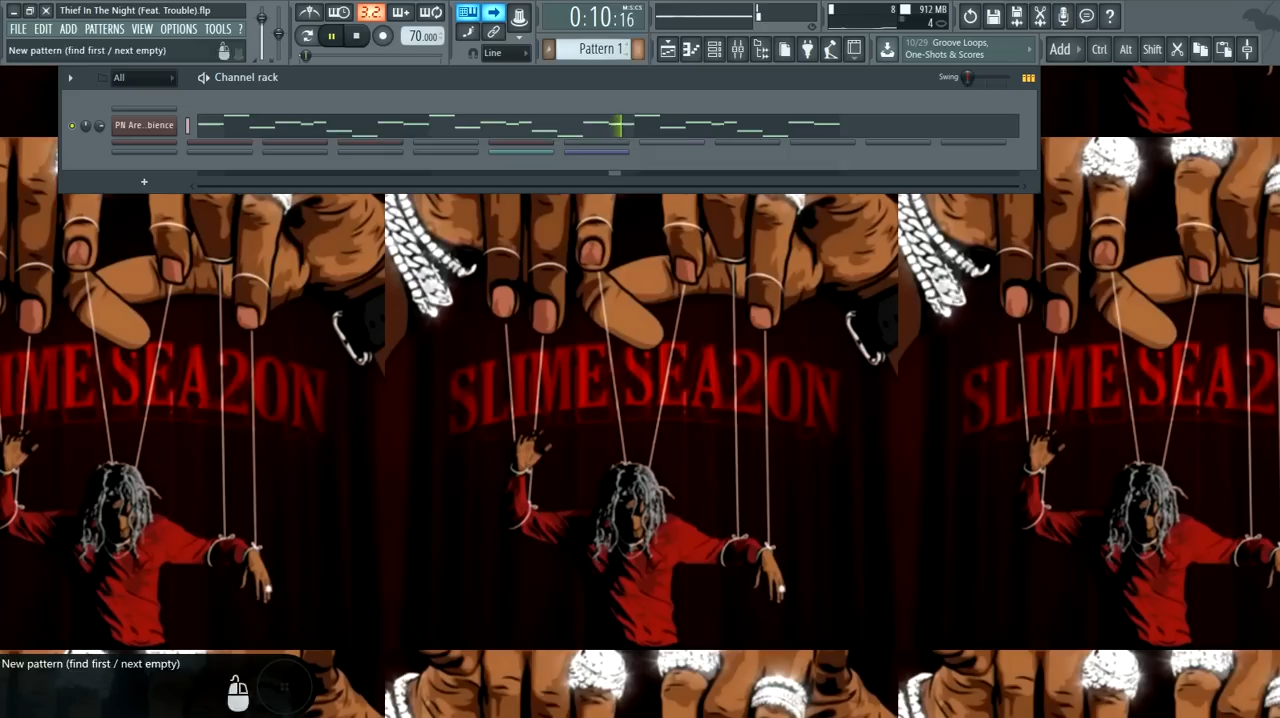 Thief In The Night (Feat. Trouble).flp
FILE EDIT ADD PATTERNS VIEW OPTIONS TOOLS ?
New pattern (find first / next empty)
3.2
70.000
0:10:16
M:S:CS
Line
Pattern 1
8
912 MB
4
10/29 Groove Loops,
One-Shots & Scores
Add
Ctrl
Alt
Shift
All
Channel rack
Swing
PN Are..bience
+
IME SEA2ON
SLIME SEA2ON
SLIME SEA2
New pattern (find first / next empty)